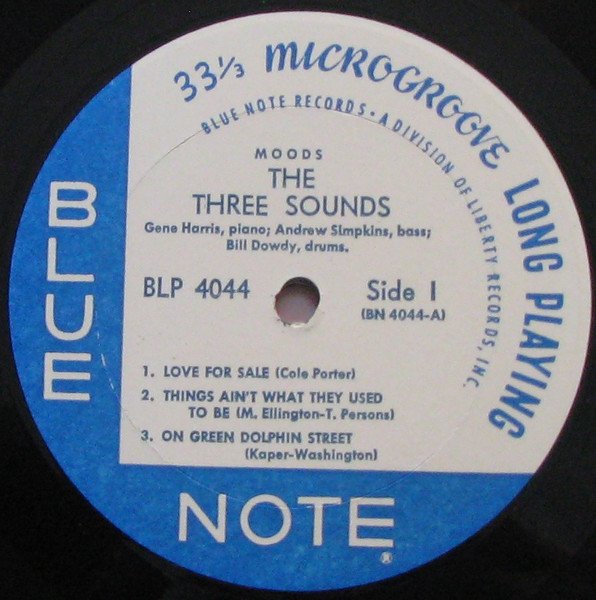 33 1/3 MICROGROOVE LONG PLAYING
BLUE NOTE RECORDS • A DIVISION OF LIBERTY RECORDS, INC.
MOODS
THE
THREE SOUNDS
Gene Harris, piano; Andrew Simpkins, bass;
Bill Dowdy, drums.
BLP 4044
Side 1
(BN 4044-A)
1. LOVE FOR SALE (Cole Porter)
2. THINGS AIN'T WHAT THEY USED
TO BE (M. Ellington-T. Persons)
3. ON GREEN DOLPHIN STREET
(Kaper-Washington)
BLUE
NOTE ®